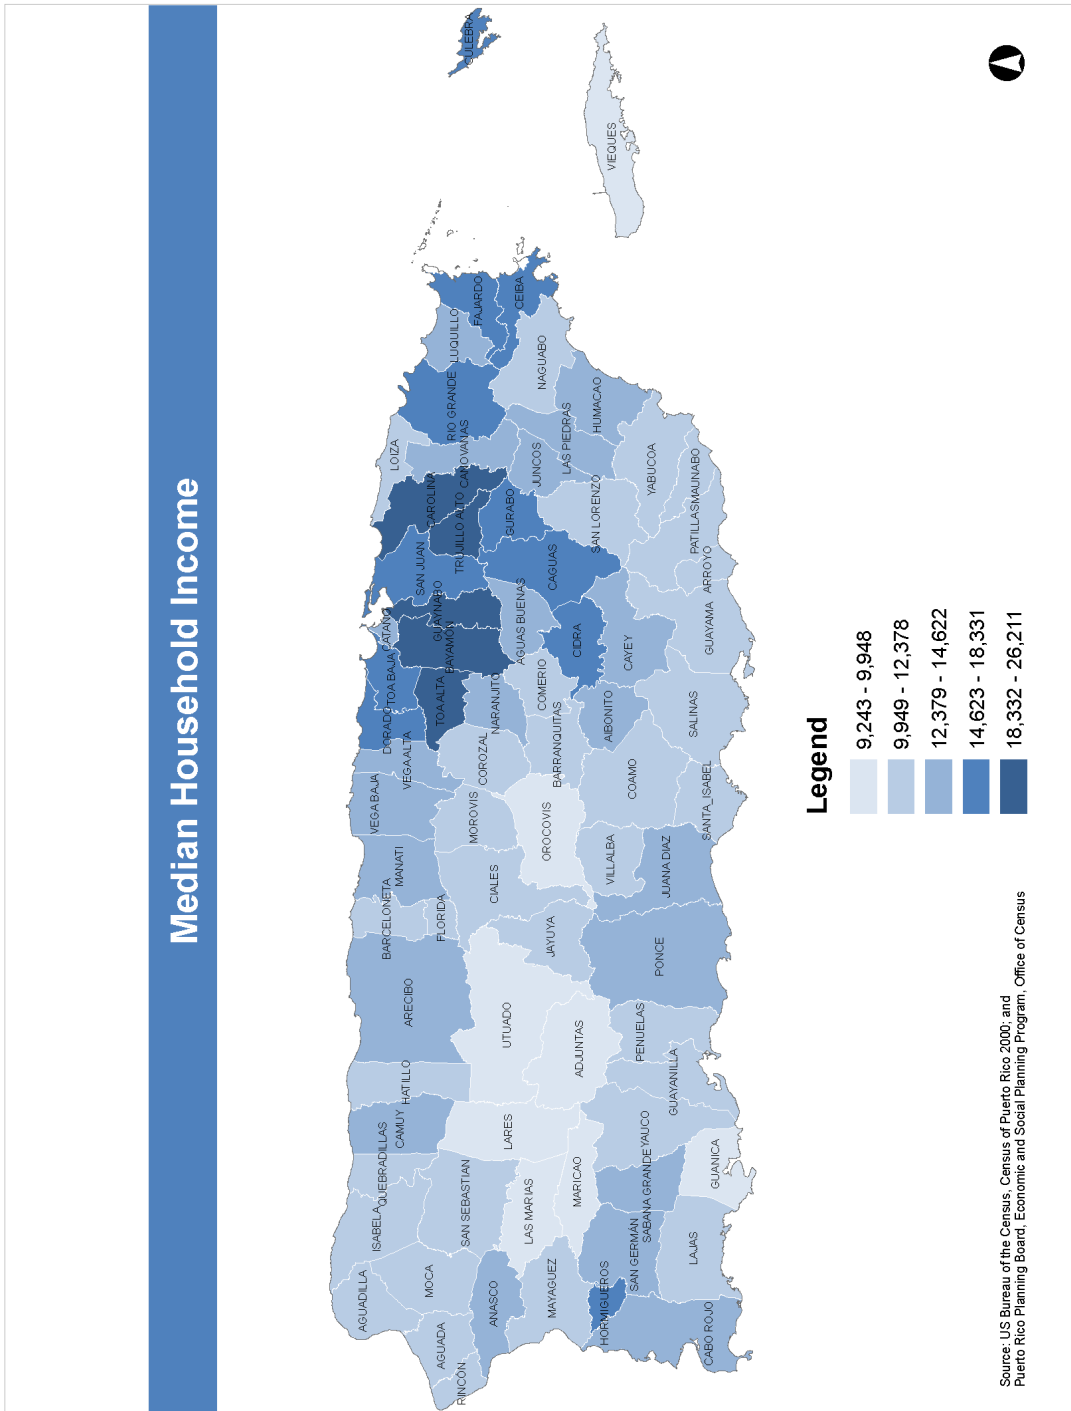 Median Household Income
CULEBRA
VIEQUES
FAJARDO
CEIBA
LUQUILLO
RIO GRANDE
NAGUABO
HUMACAO
LOIZA
CANOVANAS
LAS PIEDRAS
JUNCOS
CAROLINA
TRUJILLO ALTO
GURABO
SAN LORENZO
YABUCOA
MAUNABO
PATILLAS
SAN JUAN
CAGUAS
ARROYO
GUAYNABO
CATAÑO
BAYAMÓN
AGUAS BUENAS
CIDRA
CAYEY
GUAYAMA
TOA BAJA
TOA ALTA
NARANJITO
COMERIO
DORADO
VEGA ALTA
COROZAL
BARRANQUITAS
AIBONITO
SALINAS
VEGA BAJA
MOROVIS
OROCOVIS
COAMO
SANTA_ISABEL
MANATI
CIALES
VILLALBA
JUANA DIAZ
BARCELONETA
FLORIDA
JAYUYA
PONCE
ARECIBO
UTUADO
ADJUNTAS
PENUELAS
HATILLO
GUAYANILLA
CAMUY
LARES
YAUCO
QUEBRADILLAS
SAN SEBASTIAN
LAS MARIAS
MARICAO
SABANA GRANDE
GUANICA
ISABELA
MOCA
SAN GERMÁN
LAJAS
AGUADILLA
ANASCO
MAYAGUEZ
HORMIGUEROS
AGUADA
RINCÓN
CABO ROJO
Legend
9,243 - 9,948
9,949 - 12,378
12,379 - 14,622
14,623 - 18,331
18,332 - 26,211
Source: US Bureau of the Census, Census of Puerto Rico 2000; and
Puerto Rico Planning Board, Economic and Social Planning Program, Office of Census